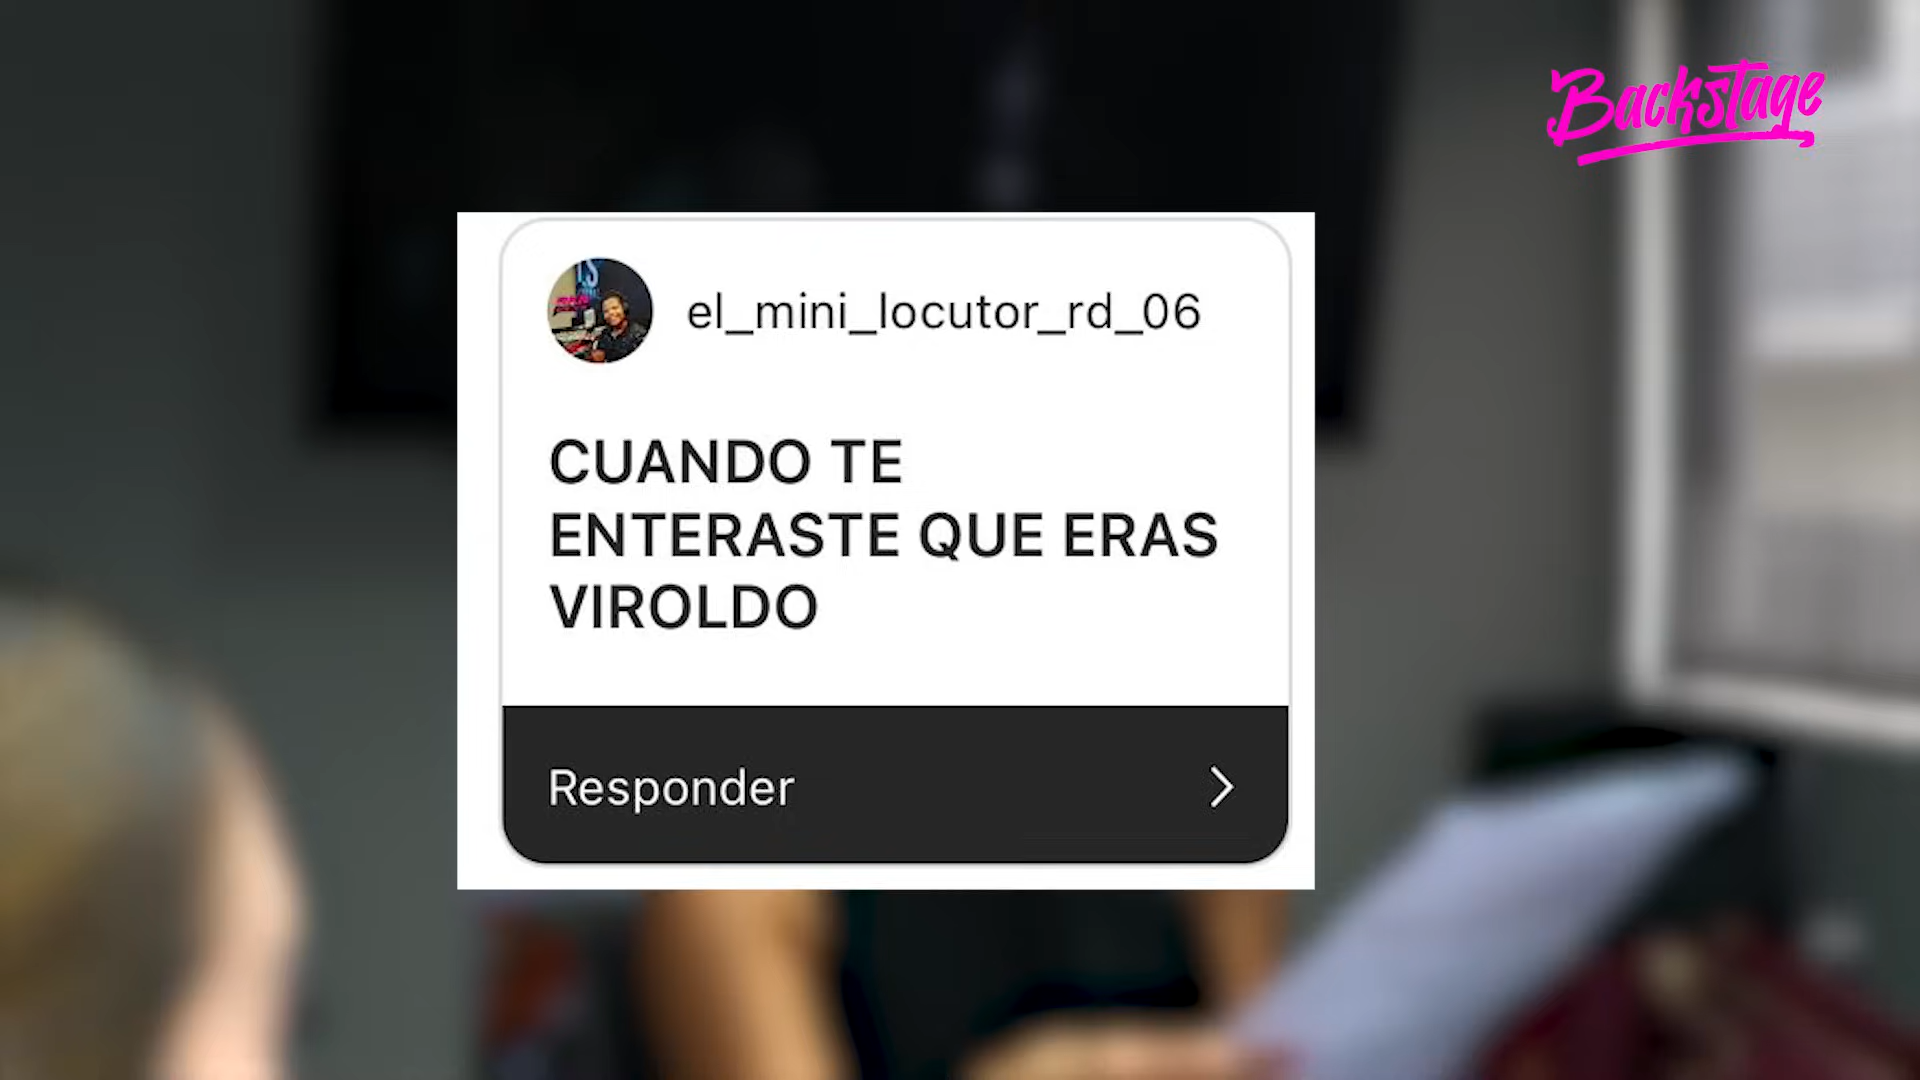 Backstage
el_mini_locutor_rd_06
CUANDO TE
ENTERASTE QUE ERAS
VIROLDO
Responder